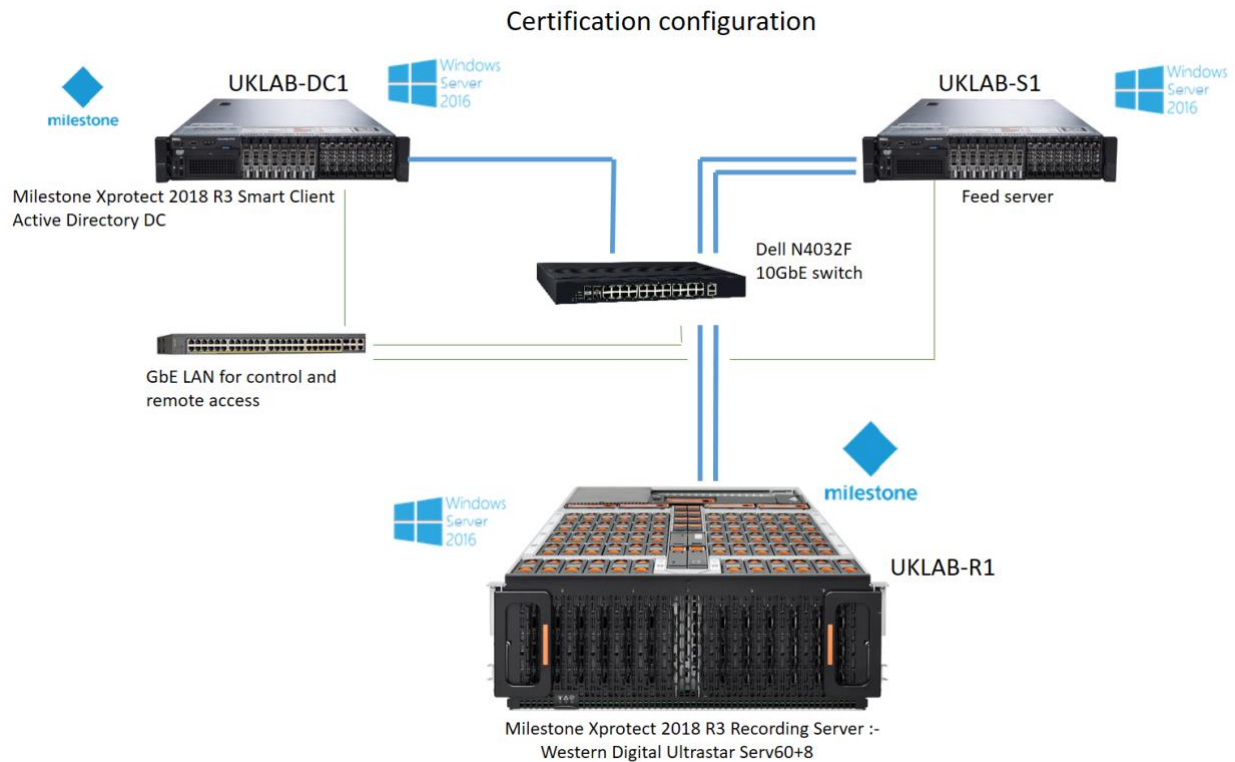 Certification configuration
milestone
UKLAB-DC1
Windows
Server
2016
UKLAB-S1
Windows
Server
2016
Milestone Xprotect 2018 R3 Smart Client
Active Directory DC
Feed server
Dell N4032F
10GbE switch
GbE LAN for control and
remote access
milestone
Windows
Server
2016
UKLAB-R1
Milestone Xprotect 2018 R3 Recording Server :-
Western Digital Ultrastar Serv60+8